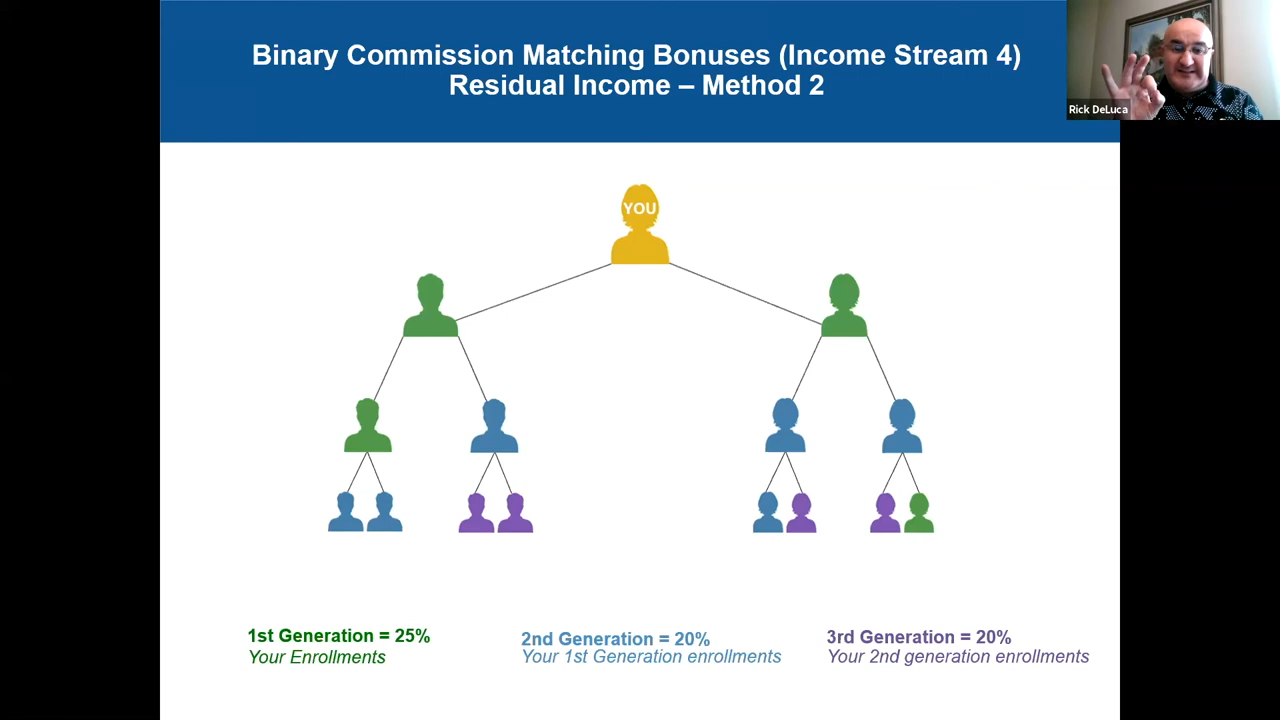 Binary Commission Matching Bonuses (Income Stream 4)
Residual Income – Method 2
Rick DeLuca
YOU
1st Generation = 25%
Your Enrollments
2nd Generation = 20%
Your 1st Generation enrollments
3rd Generation = 20%
Your 2nd generation enrollments